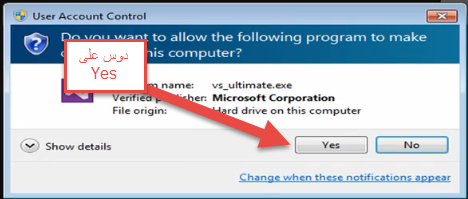 User Account Control
Do you want to allow the following program to make
this computer?
دوس على
Yes
name: vs_ultimate.exe
Verified publisher: Microsoft Corporation
File origin: Hard drive on this computer
Show details
Yes
No
Change when these notifications appear